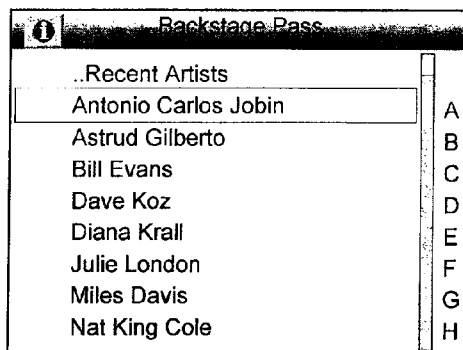 Backstage Pass
..Recent Artists
Antonio Carlos Jobin
Astrud Gilberto
Bill Evans
Dave Koz
Diana Krall
Julie London
Miles Davis
Nat King Cole
A
B
C
D
E
F
G
H